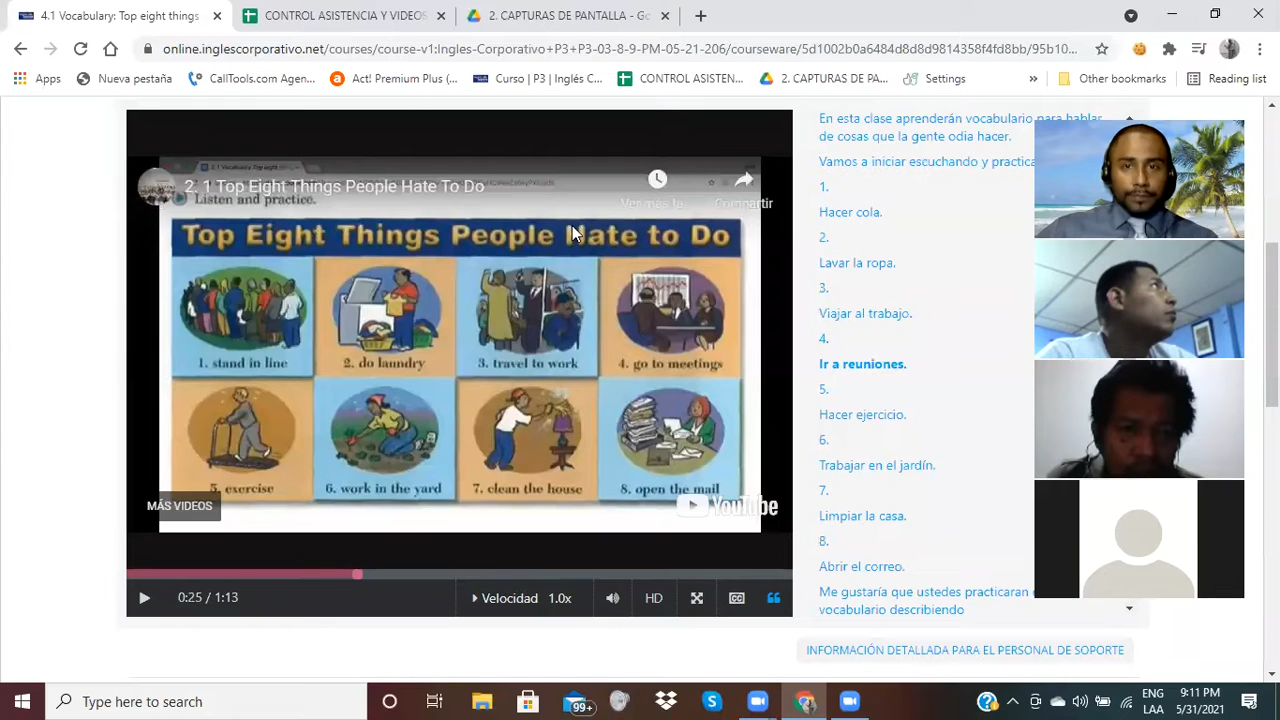 4.1 Vocabulary: Top eight things
CONTROL ASISTENCIA Y VIDEOS
2. CAPTURAS DE PANTALLA - Go
online.inglescorporativo.net/courses/course-v1:Ingles-Corporativo+P3+P3-03-8-9-PM-05-21-206/courseware/5d1002b0a6484d8d8d9814358f4fd8bb/95b10...
Apps
Nueva pestaña
CallTools.com Agen...
Act! Premium Plus (...
Curso | P3 | Inglés C...
CONTROL ASISTEN...
2. CAPTURAS DE PA...
Settings
»
Other bookmarks
Reading list
2. 1 Top Eight Things People Hate To Do
Ver más ta
Compartir
Listen and practice.
Top Eight Things People Hate to Do
1. stand in line
2. do laundry
3. travel to work
4. go to meetings
5. exercise
6. work in the yard
7. clean the house
8. open the mail
MÁS VIDEOS
YouTube
0:25 / 1:13
Velocidad 1.0x
HD
CC
En esta clase aprenderán vocabulario para hablar
de cosas que la gente odia hacer.
Vamos a iniciar escuchando y practica
1.
Hacer cola.
2.
Lavar la ropa.
3.
Viajar al trabajo.
4.
Ir a reuniones.
5.
Hacer ejercicio.
6.
Trabajar en el jardín.
7.
Limpiar la casa.
8.
Abrir el correo.
Me gustaría que ustedes practicaran
vocabulario describiendo
INFORMACIÓN DETALLADA PARA EL PERSONAL DE SOPORTE
Type here to search
99+
ENG
LAA
9:11 PM
5/31/2021